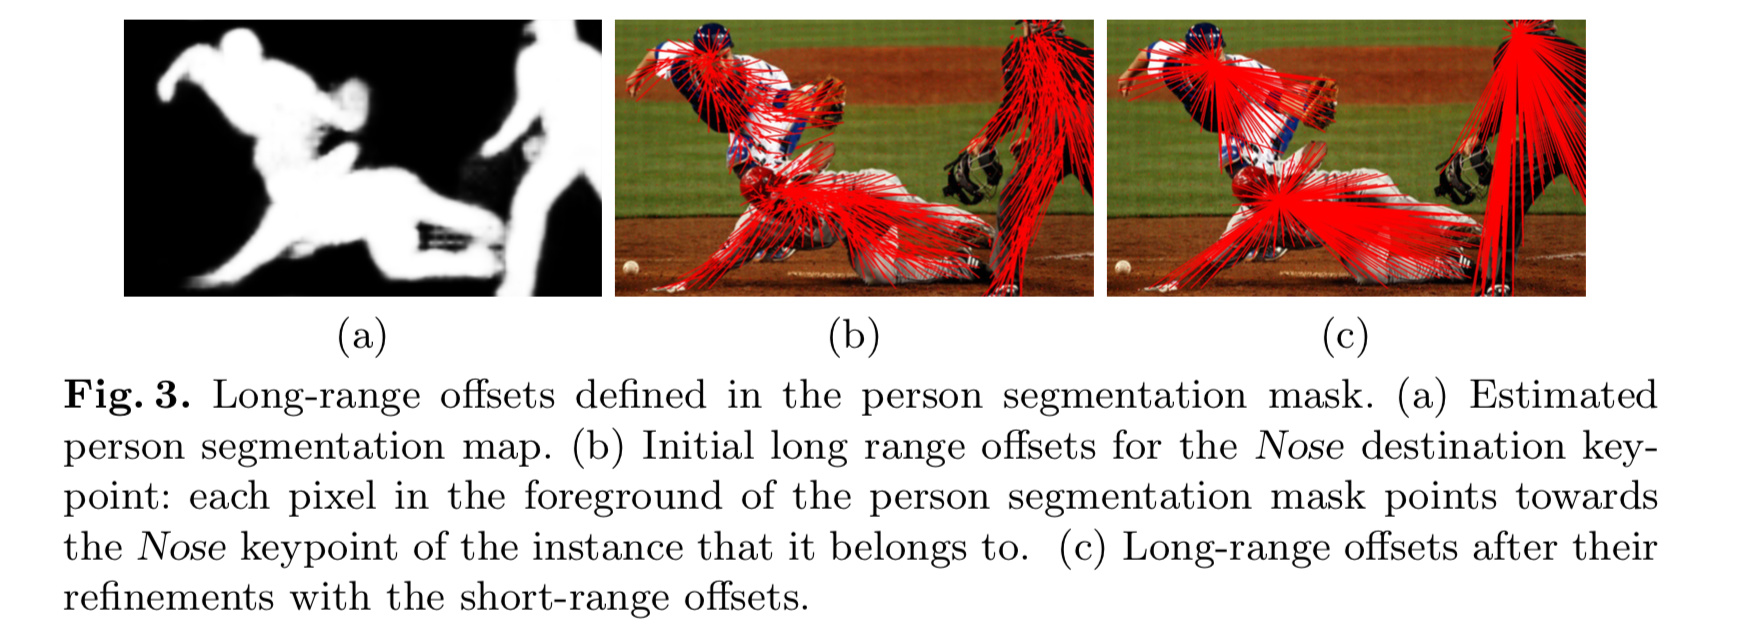 (a) (b) (c)
Fig. 3. Long-range offsets defined in the person segmentation mask. (a) Estimated
person segmentation map. (b) Initial long range offsets for the Nose destination key-
point: each pixel in the foreground of the person segmentation mask points towards
the Nose keypoint of the instance that it belongs to. (c) Long-range offsets after their
refinements with the short-range offsets.